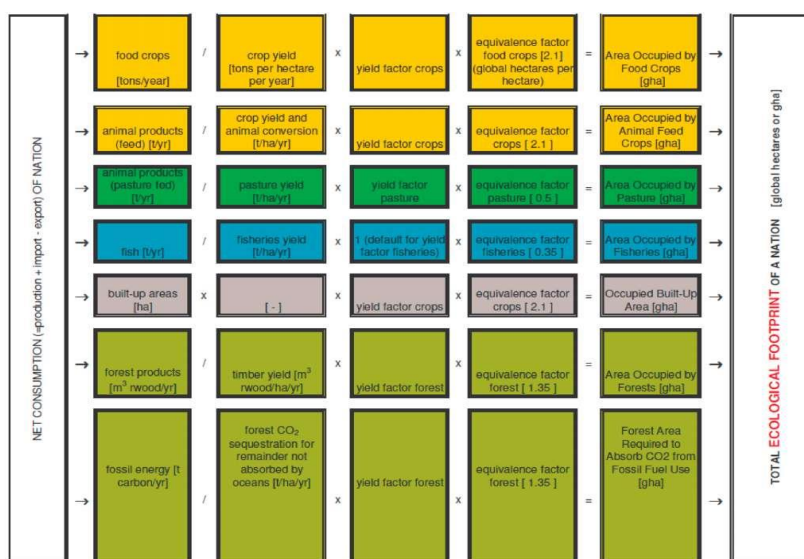 NET CONSUMPTION (=production + import - export) OF NATION
→ food crops / crop yield x yield factor crops x equivalence factor = Area Occupied by →
[tons/year] [tons per hectare per year] food crops [2.1] (global hectares per hectare) Food Crops [gha]
→ animal products (feed) [t/yr] / crop yield and animal conversion [t/ha/yr] x yield factor crops x equivalence factor crops [ 2.1 ] = Area Occupied by Animal Feed Crops [gha] →
→ animal products (pasture fed) [t/yr] / pasture yield [t/ha/yr] x yield factor pasture x equivalence factor pasture [ 0.5 ] = Area Occupied by Pasture [gha] →
→ fish [t/yr] / fisheries yield [t/ha/yr] x 1 (default for yield factor fisheries) x equivalence factor fisheries [ 0.35 ] = Area Occupied by Fisheries [gha] →
→ built-up areas [ha] x [ - ] x yield factor crops x equivalence factor crops [ 2.1 ] = Occupied Built-Up Area [gha] →
→ forest products [m³ rwood/yr] / timber yield [m³ rwood/ha/yr] x yield factor forest x equivalence factor forest [ 1.35 ] = Area Occupied by Forests [gha] →
→ fossil energy [t carbon/yr] / forest CO₂ sequestration for remainder not absorbed by oceans [t/ha/yr] x yield factor forest x equivalence factor forest [ 1.35 ] = Forest Area Required to Absorb CO2 from Fossil Fuel Use [gha] →
TOTAL ECOLOGICAL FOOTPRINT OF A NATION [global hectares or gha]